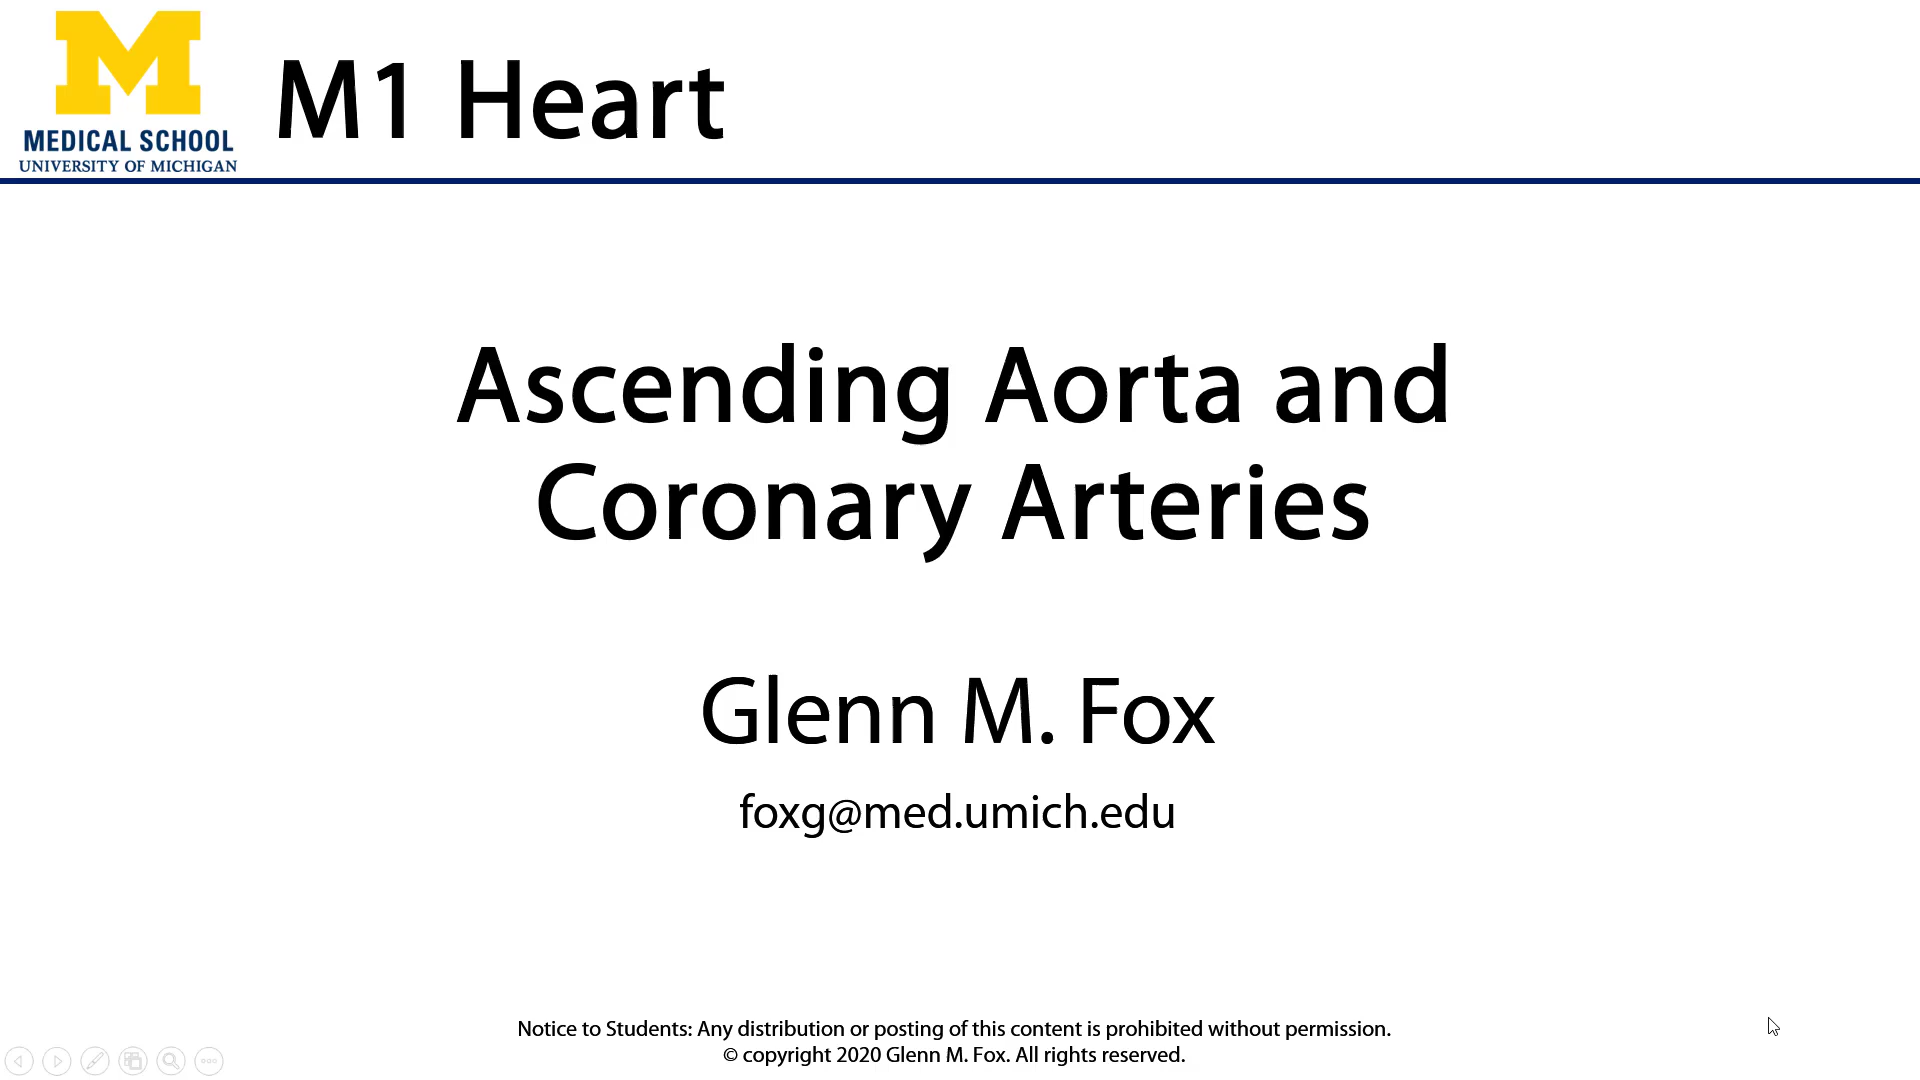 M
MEDICAL SCHOOL
UNIVERSITY OF MICHIGAN
M1 Heart
Ascending Aorta and
Coronary Arteries
Glenn M. Fox
foxg@med.umich.edu
Notice to Students: Any distribution or posting of this content is prohibited without permission.
© copyright 2020 Glenn M. Fox. All rights reserved.